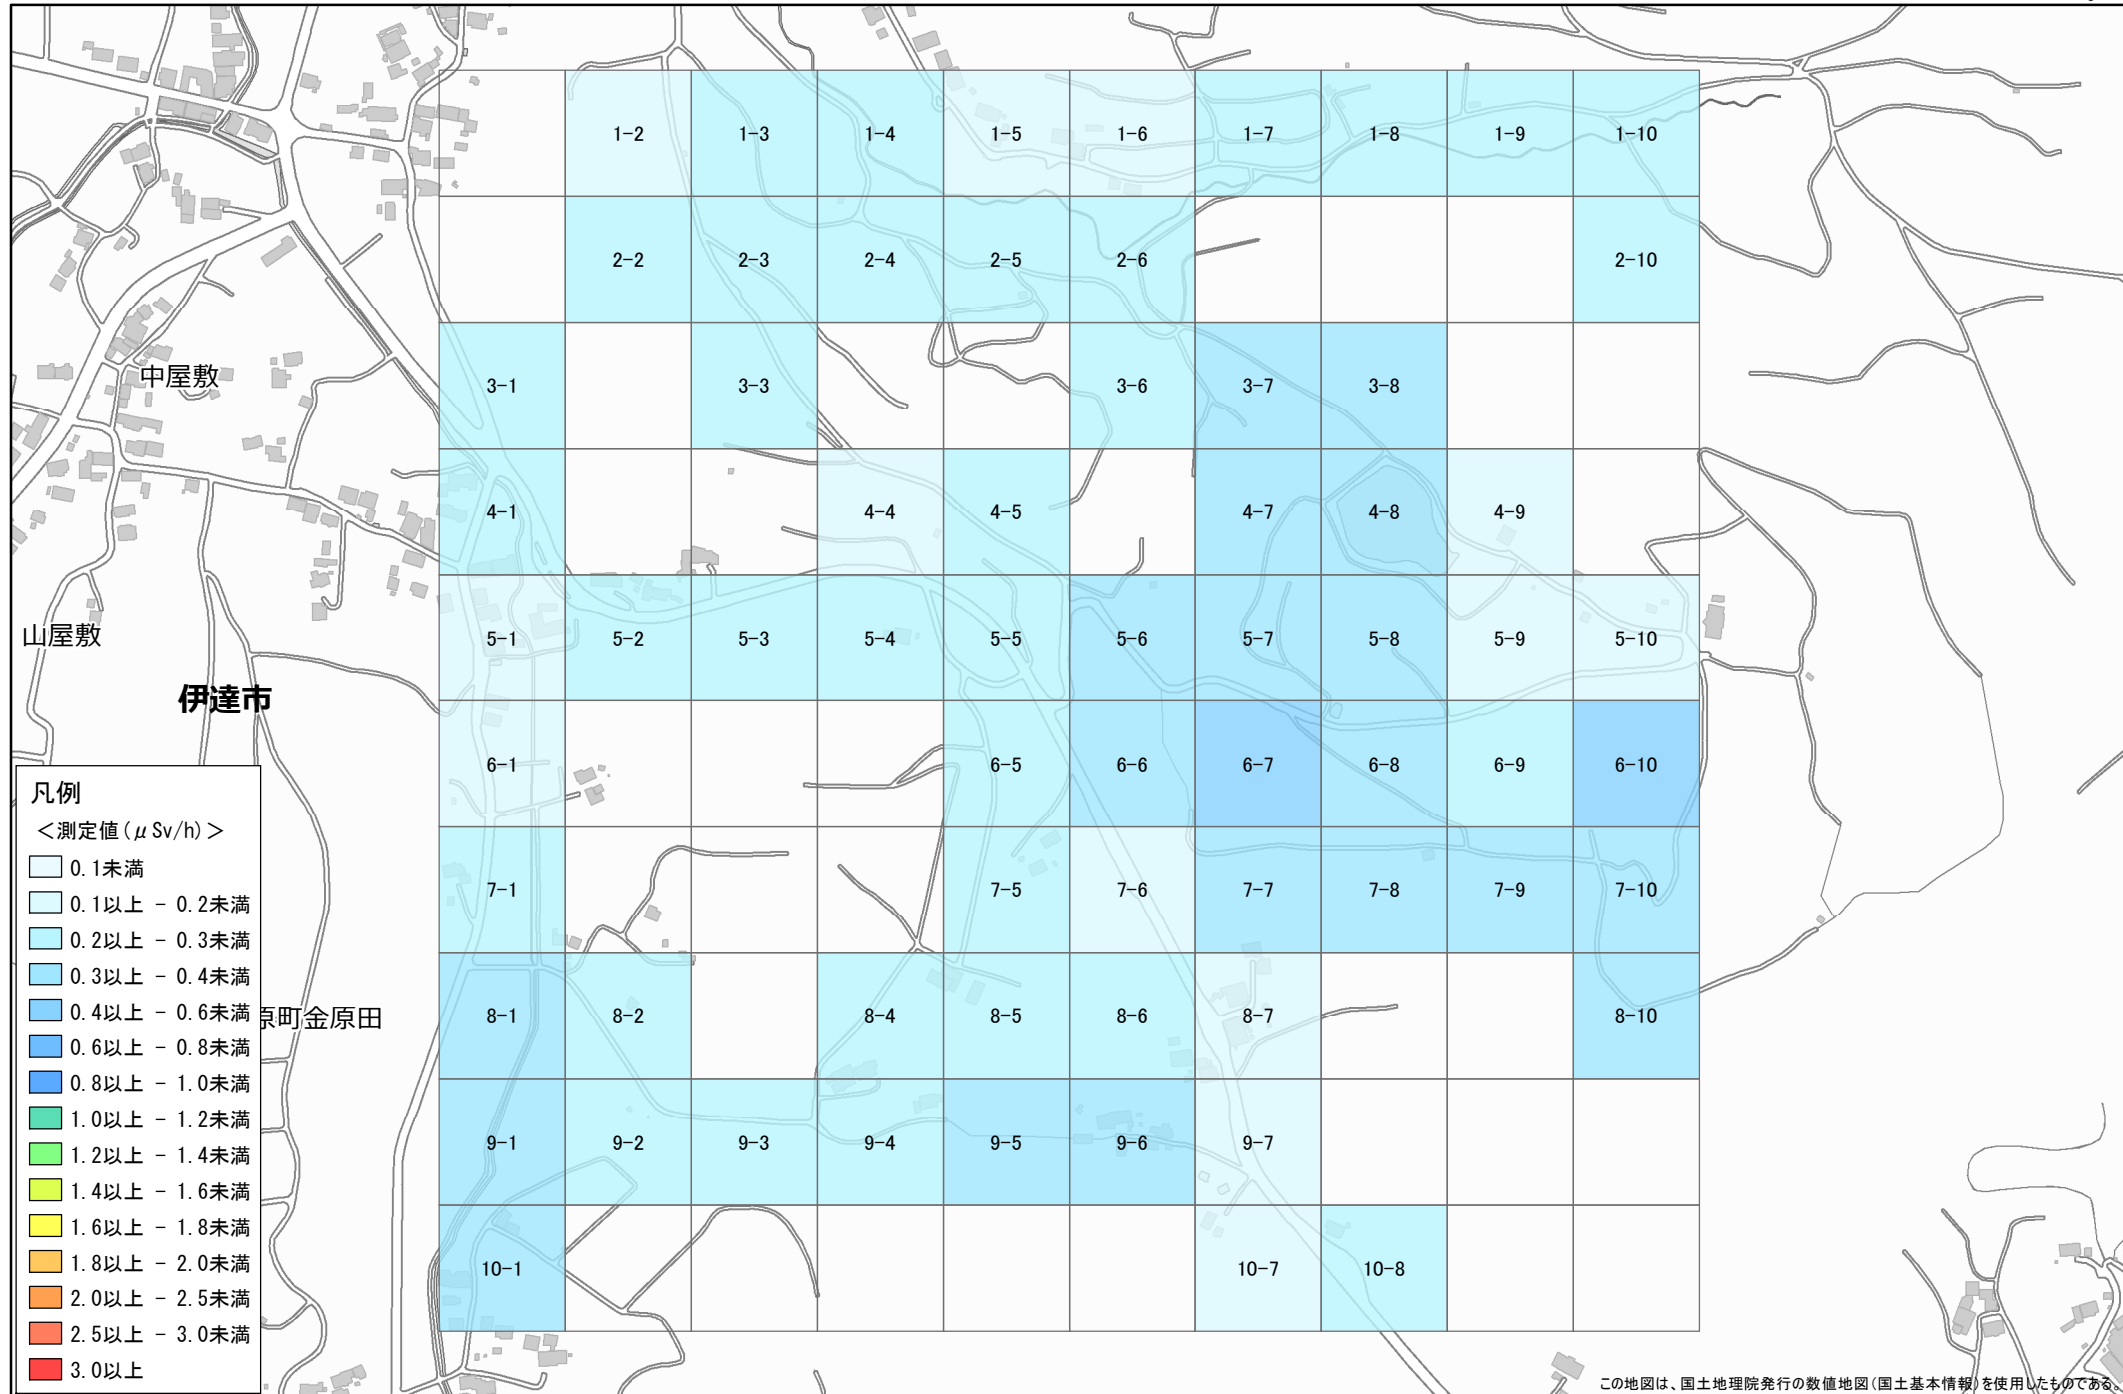 1-2 1-3 1-4 1-5 1-6 1-7 1-8 1-9 1-10
2-2 2-3 2-4 2-5 2-6 2-10
中屋敷
3-1 3-3 3-6 3-7 3-8
4-1 4-4 4-5 4-7 4-8 4-9
山屋敷
5-1 5-2 5-3 5-4 5-5 5-6 5-7 5-8 5-9 5-10
伊達市
6-1 6-5 6-6 6-7 6-8 6-9 6-10
7-1 7-5 7-6 7-7 7-8 7-9 7-10
原町金原田
8-1 8-2 8-4 8-5 8-6 8-7 8-10
9-1 9-2 9-3 9-4 9-5 9-6 9-7
10-1 10-7 10-8
凡例
＜測定値(μSv/h)＞
0.1未満
0.1以上 - 0.2未満
0.2以上 - 0.3未満
0.3以上 - 0.4未満
0.4以上 - 0.6未満
0.6以上 - 0.8未満
0.8以上 - 1.0未満
1.0以上 - 1.2未満
1.2以上 - 1.4未満
1.4以上 - 1.6未満
1.6以上 - 1.8未満
1.8以上 - 2.0未満
2.0以上 - 2.5未満
2.5以上 - 3.0未満
3.0以上
この地図は、国土地理院発行の数値地図(国土基本情報)を使用したものである。